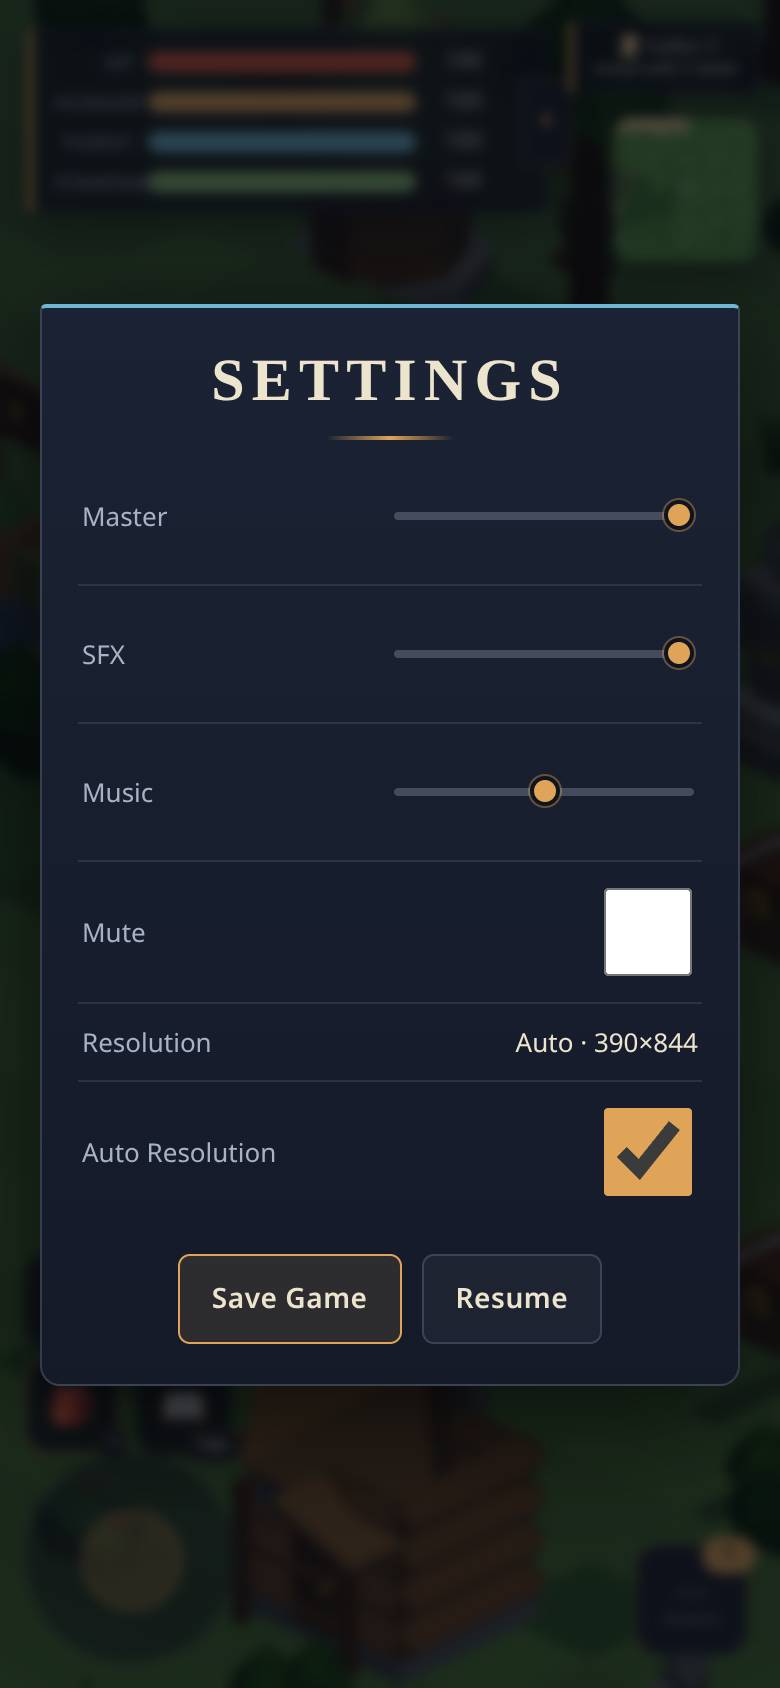 SETTINGS
Master
SFX
Music
Mute
Resolution Auto · 390×844
Auto Resolution
Save Game Resume